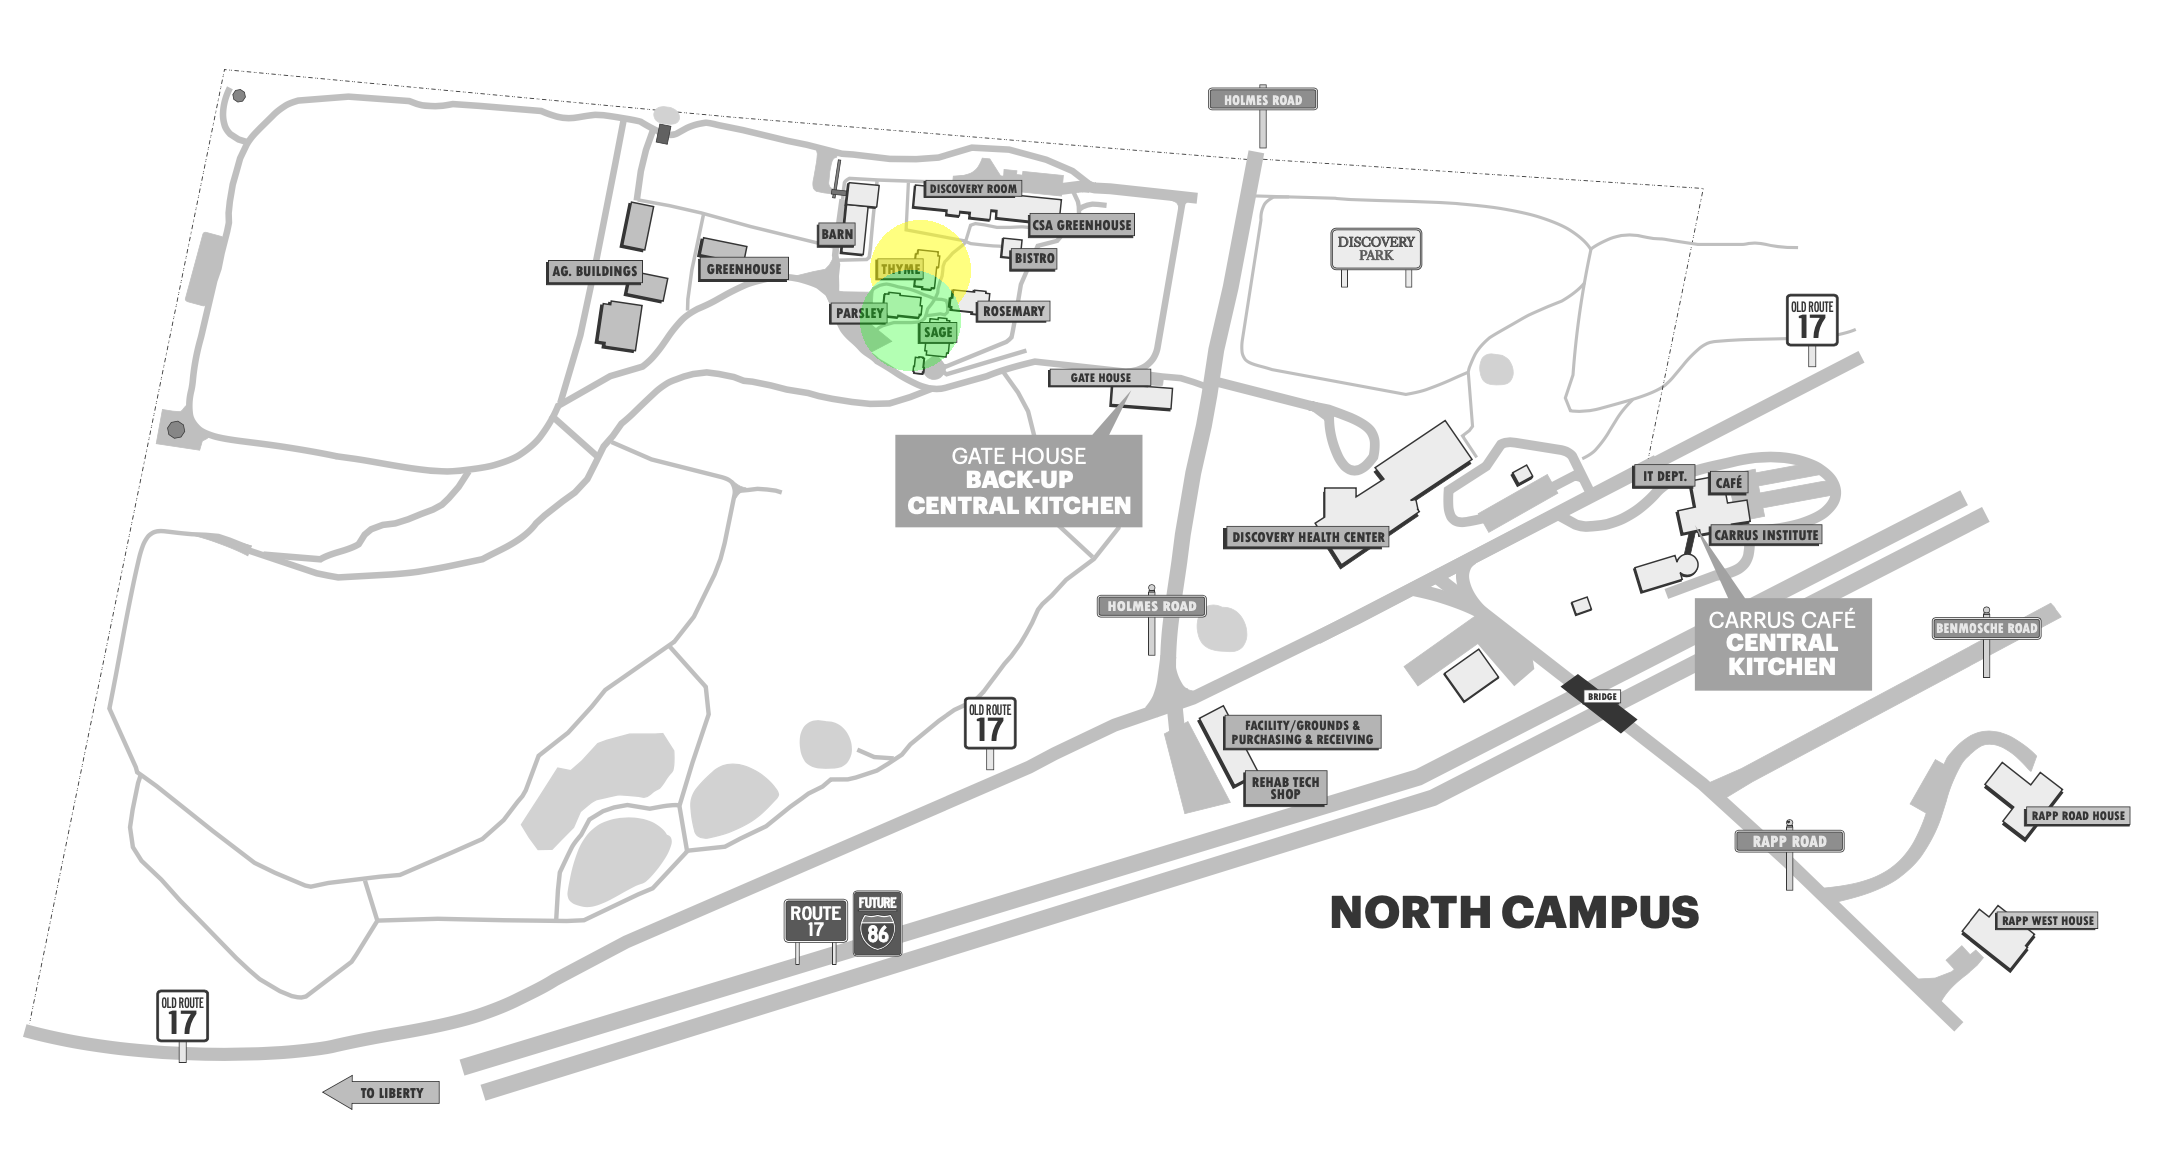 HOLMES ROAD
DISCOVERY ROOM
CSA GREENHOUSE
BARN
BISTRO
DISCOVERY
PARK
THYME
AG. BUILDINGS
GREENHOUSE
PARSLEY
ROSEMARY
SAGE
OLD ROUTE
17
GATE HOUSE
GATE HOUSE
BACK-UP
CENTRAL KITCHEN
IT DEPT.
CAFÉ
DISCOVERY HEALTH CENTER
CARRUS INSTITUTE
HOLMES ROAD
CARRUS CAFÉ
CENTRAL
KITCHEN
BENMOSCHE ROAD
BRIDGE
OLD ROUTE
17
FACILITY/GROUNDS &
PURCHASING & RECEIVING
REHAB TECH
SHOP
RAPP ROAD HOUSE
RAPP ROAD
NORTH CAMPUS
ROUTE
17
FUTURE
86
RAPP WEST HOUSE
OLD ROUTE
17
TO LIBERTY